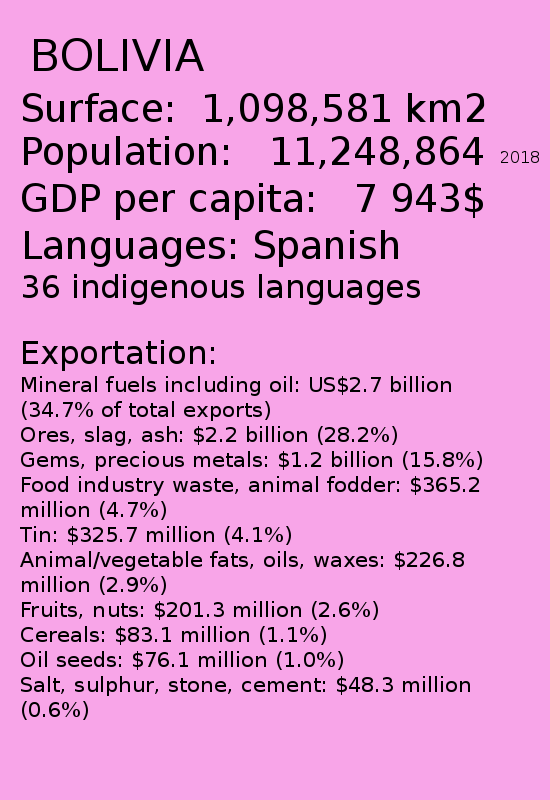 BOLIVIA
Surface: 1,098,581 km2
Population: 11,248,864 2018
GDP per capita: 7 943$
Languages: Spanish
36 indigenous languages
Exportation:
Mineral fuels including oil: US$2.7 billion
(34.7% of total exports)
Ores, slag, ash: $2.2 billion (28.2%)
Gems, precious metals: $1.2 billion (15.8%)
Food industry waste, animal fodder: $365.2
million (4.7%)
Tin: $325.7 million (4.1%)
Animal/vegetable fats, oils, waxes: $226.8
million (2.9%)
Fruits, nuts: $201.3 million (2.6%)
Cereals: $83.1 million (1.1%)
Oil seeds: $76.1 million (1.0%)
Salt, sulphur, stone, cement: $48.3 million
(0.6%)